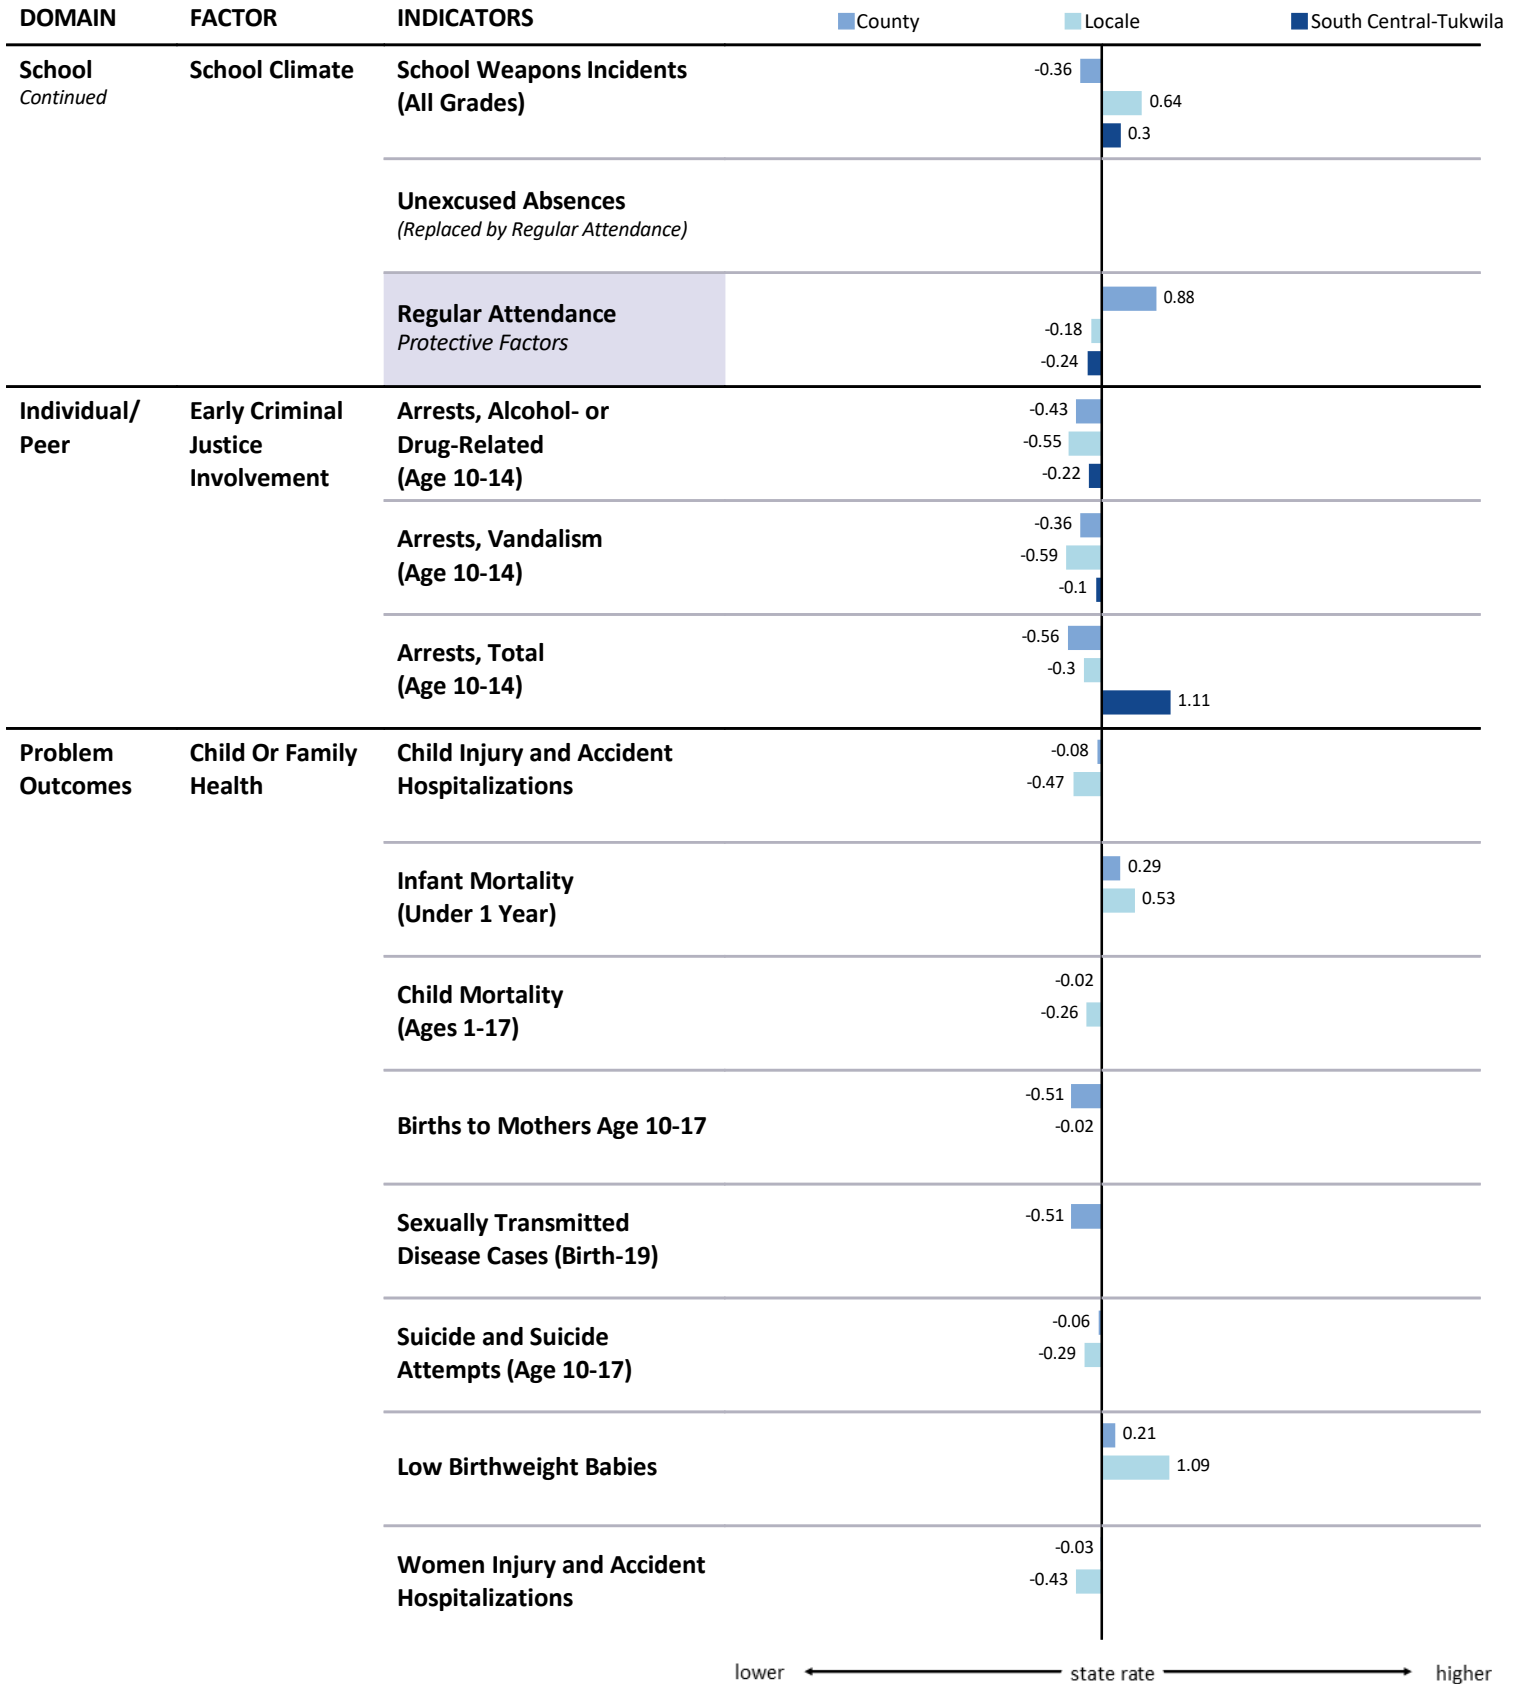 DOMAIN FACTOR INDICATORS County Locale South Central-Tukwila
School School Climate School Weapons Incidents
Continued
(All Grades)
-0.36
0.64
0.3
Unexcused Absences
(Replaced by Regular Attendance)
Regular Attendance
Protective Factors
0.88
-0.18
-0.24
Individual/ Early Criminal Arrests, Alcohol- or
Peer Justice Drug-Related
Involvement (Age 10-14)
-0.43
-0.55
-0.22
Arrests, Vandalism
(Age 10-14)
-0.36
-0.59
-0.1
Arrests, Total
(Age 10-14)
-0.56
-0.3
1.11
Problem Child Or Family Child Injury and Accident
Outcomes Health Hospitalizations
-0.08
-0.47
Infant Mortality
(Under 1 Year)
0.29
0.53
Child Mortality
(Ages 1-17)
-0.02
-0.26
Births to Mothers Age 10-17
-0.51
-0.02
Sexually Transmitted
Disease Cases (Birth-19)
-0.51
Suicide and Suicide
Attempts (Age 10-17)
-0.06
-0.29
Low Birthweight Babies
0.21
1.09
Women Injury and Accident
Hospitalizations
-0.03
-0.43
lower state rate higher